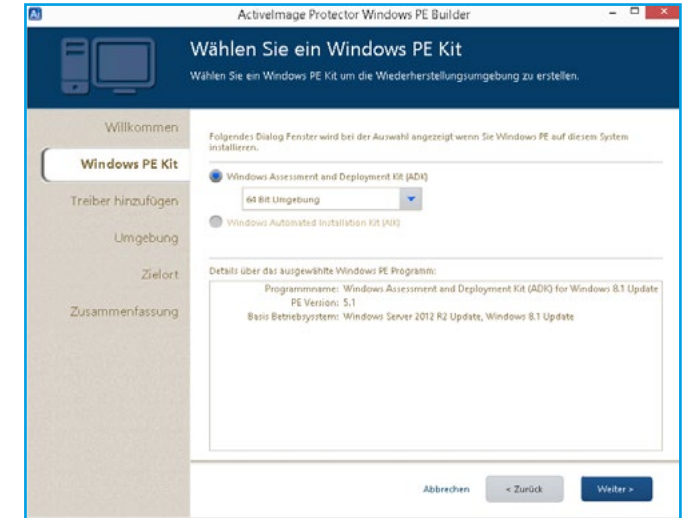 Ai
ActiveImage Protector Windows PE Builder
Wählen Sie ein Windows PE Kit
Wählen Sie ein Windows PE Kit um die Wiederherstellungsumgebung zu erstellen.
Willkommen
Windows PE Kit
Treiber hinzufügen
Umgebung
Zielort
Zusammenfassung
Folgendes Dialog Fenster wird bei der Auswahl angezeigt wenn Sie Windows PE auf diesem System
installieren.
Windows Assessment and Deployment Kit (ADK)
64 Bit Umgebung
Windows Automated Installation Kit (AIK)
Details über das ausgewählte Windows PE Programm:
Programmname: Windows Assessment and Deployment Kit (ADK) for Windows 8.1 Update
PE Version: 5.1
Basis Betriebsystem: Windows Server 2012 R2 Update, Windows 8.1 Update
Abbrechen
< Zurück
Weiter >